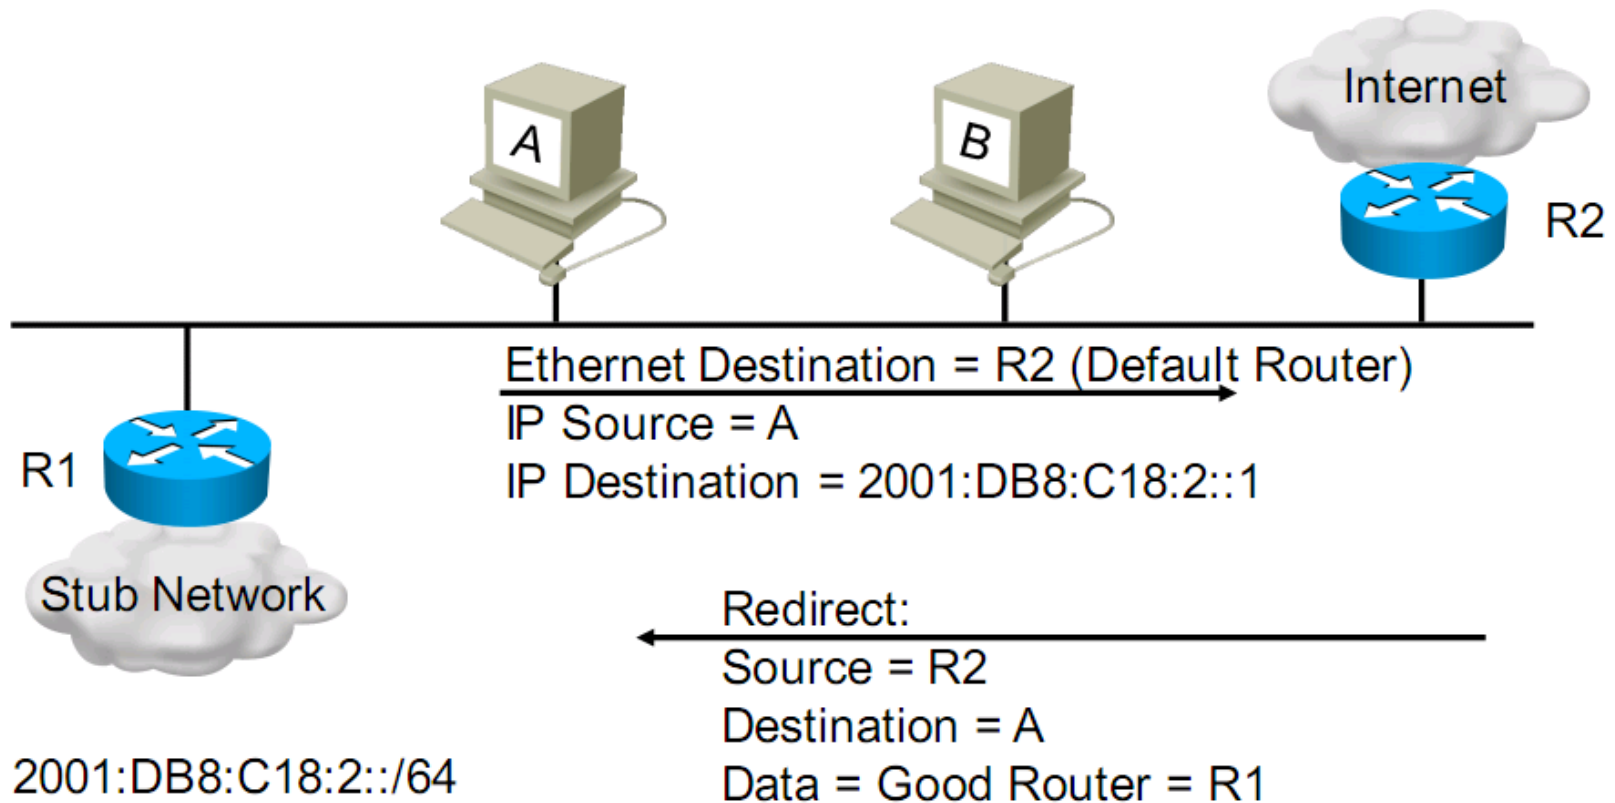 Internet
A
B
R2
Ethernet Destination = R2 (Default Router)
IP Source = A
IP Destination = 2001:DB8:C18:2::1
R1
Stub Network
Redirect:
Source = R2
Destination = A
Data = Good Router = R1
2001:DB8:C18:2::/64